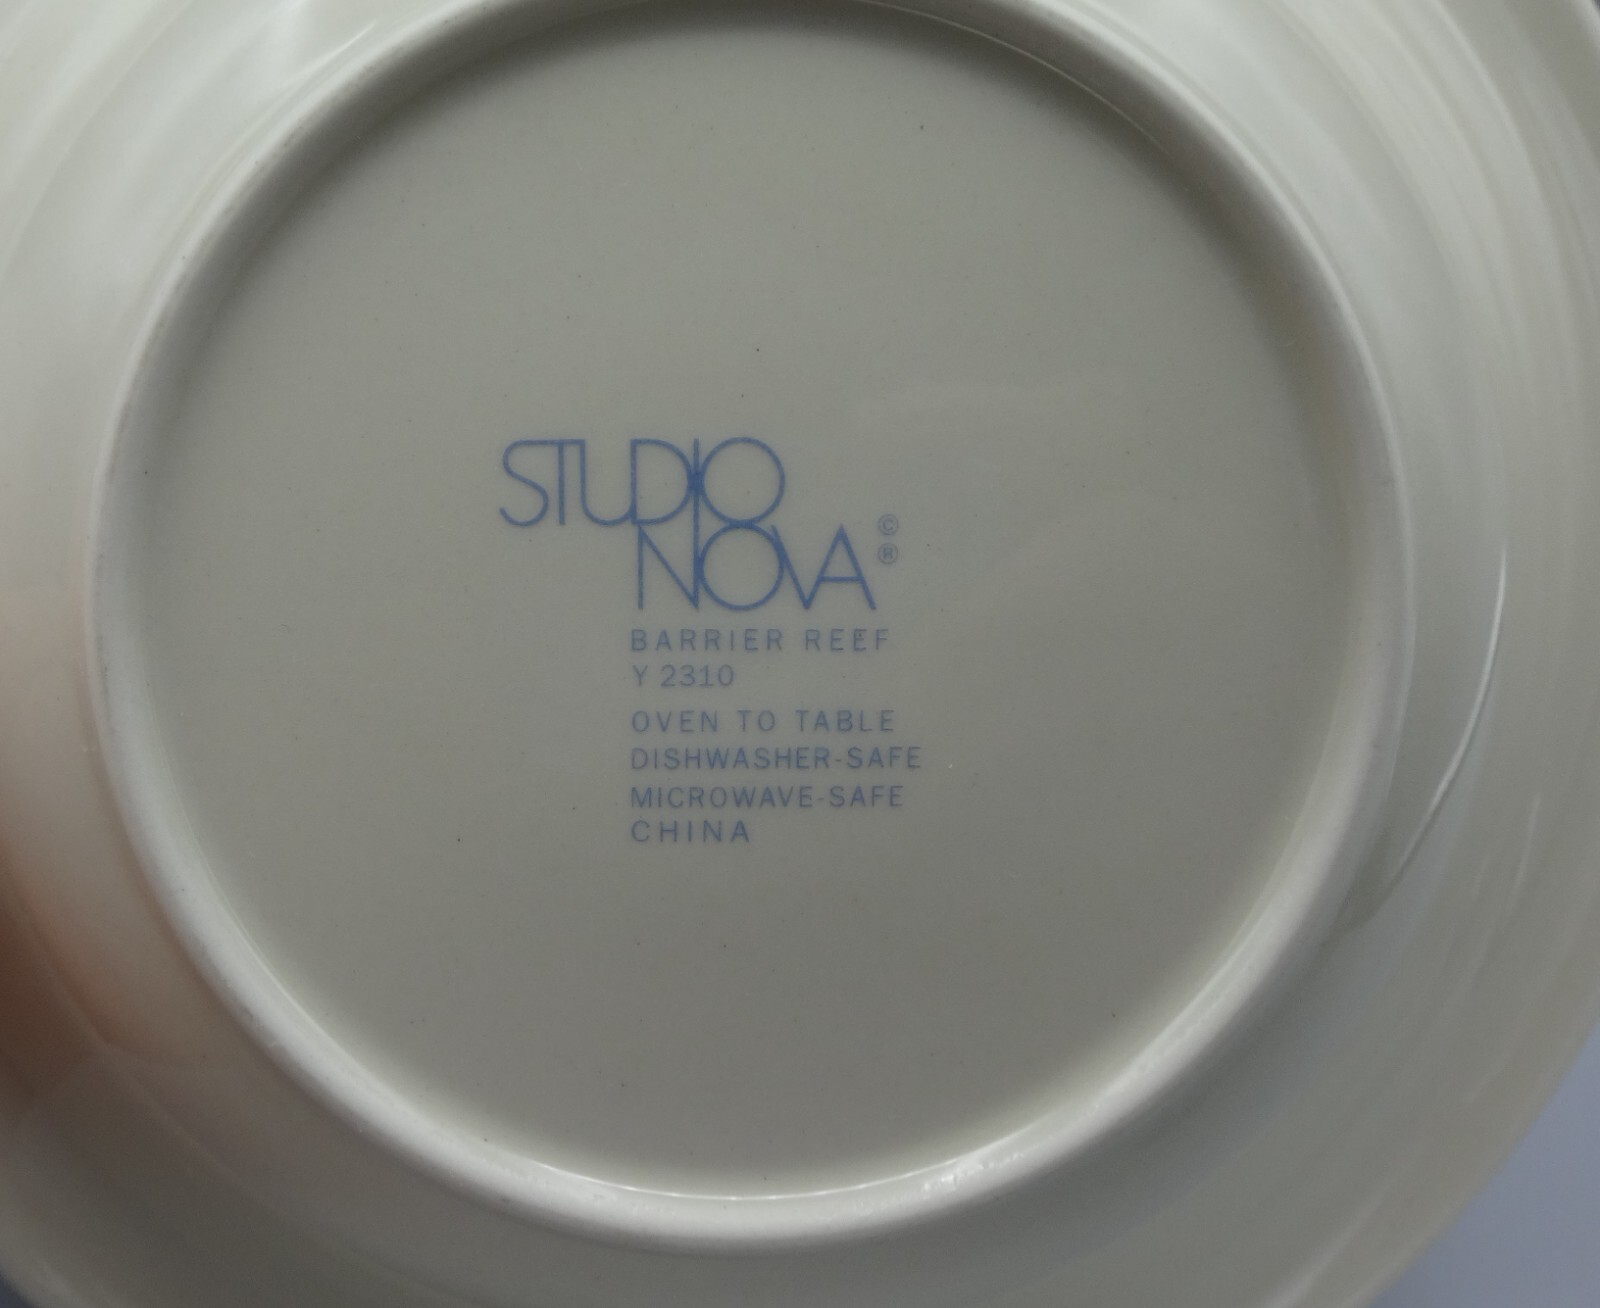 STUDIO
NOVA
©
®
BARRIER REEF
Y 2310
OVEN TO TABLE
DISHWASHER-SAFE
MICROWAVE-SAFE
CHINA